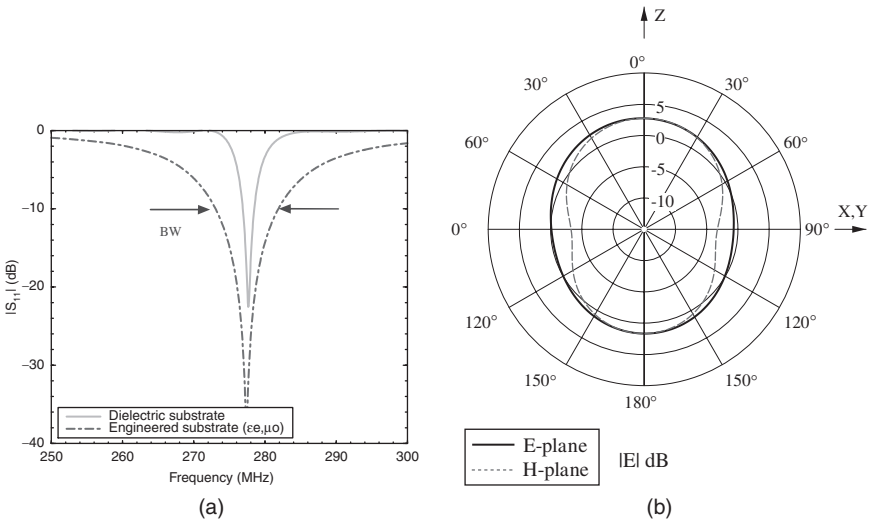 0
−10
−20
−30
−40
|S11| (dB)
BW
Dielectric substrate
Engineered substrate (εe,μo)
250 260 270 280 290 300
Frequency (MHz)
(a)
Z
0°
30° 30°
60° 60°
5
0
-5
-10
X,Y
0° 90°
120° 120°
150° 150°
180°
E-plane
H-plane
|E| dB
(b)